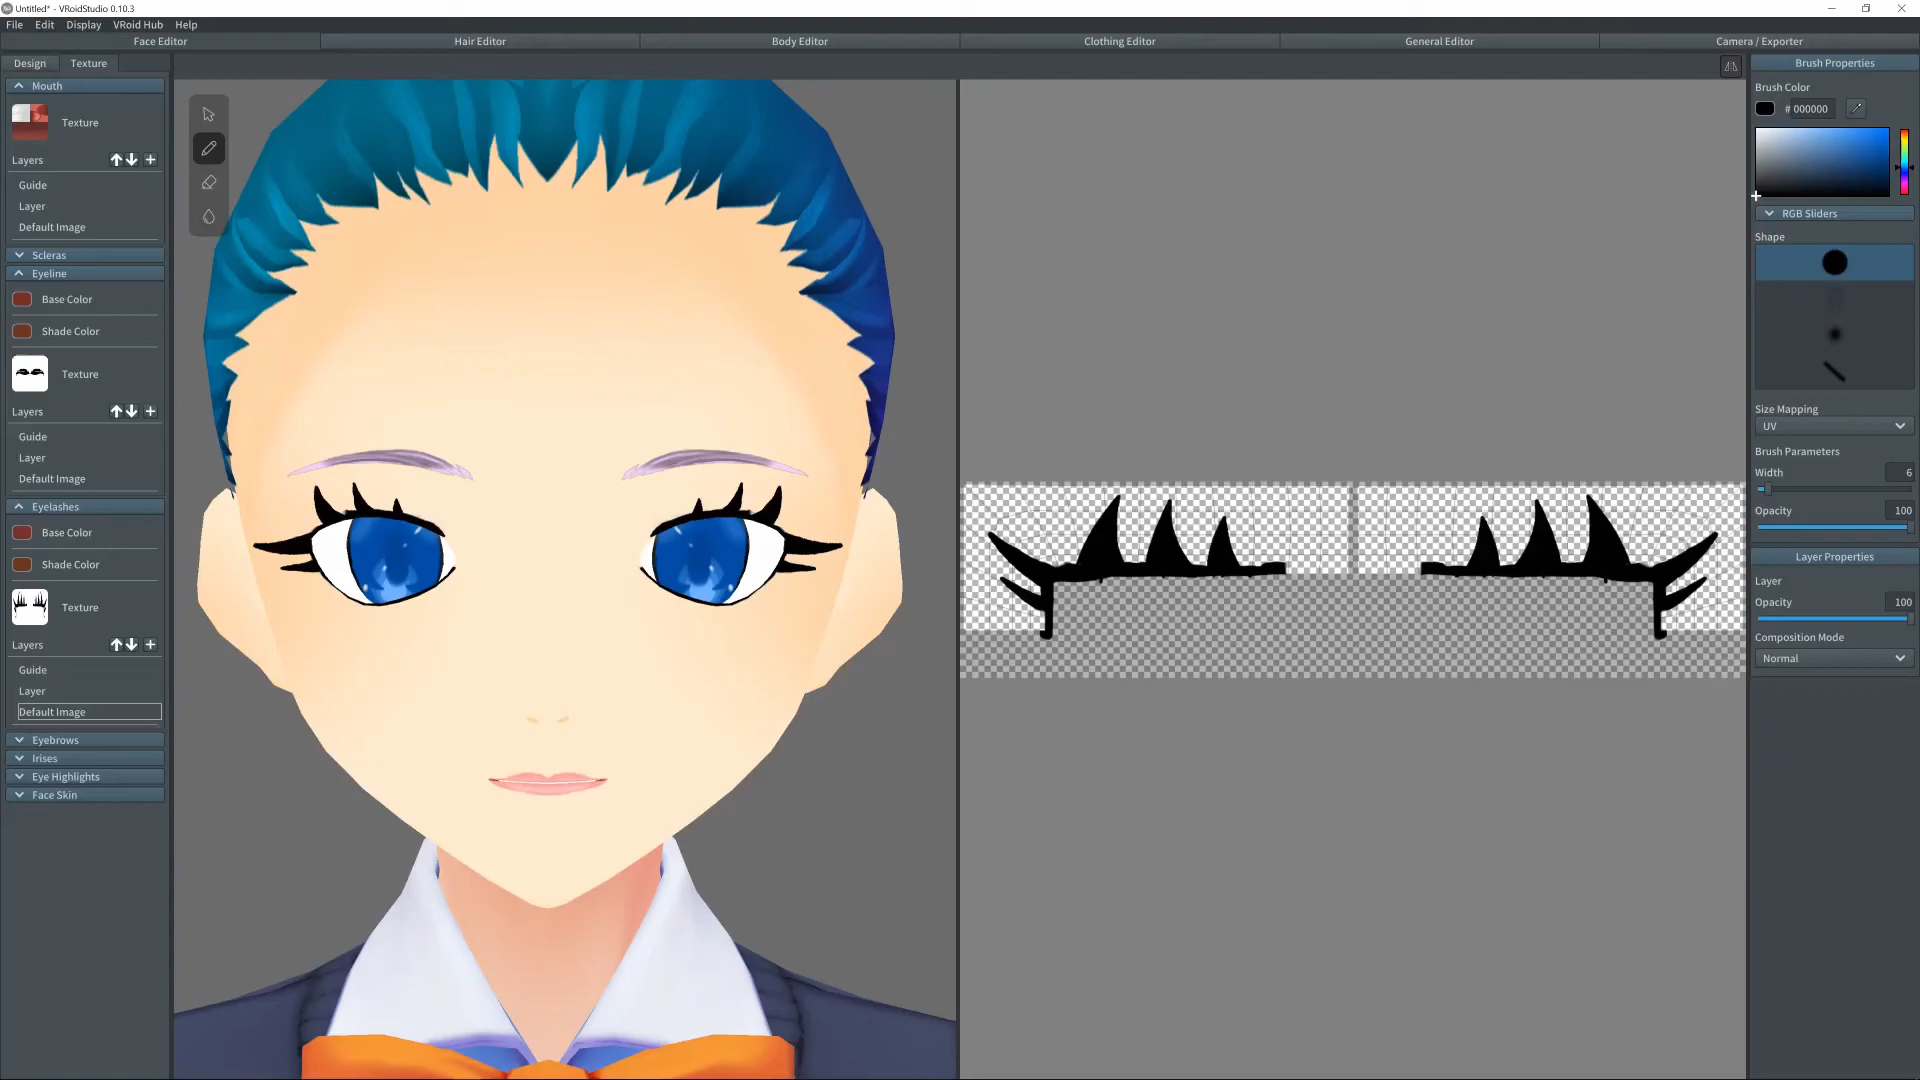 Untitled* - VRoidStudio 0.10.3
File Edit Display VRoid Hub Help
Face Editor Hair Editor Body Editor Clothing Editor General Editor Camera / Exporter
Design Texture
Mouth
Texture
Layers
Guide
Layer
Default Image
Scleras
Eyeline
Base Color
Shade Color
Texture
Layers
Guide
Layer
Default Image
Eyelashes
Base Color
Shade Color
Texture
Layers
Guide
Layer
Default Image
Eyebrows
Irises
Eye Highlights
Face Skin
Brush Properties
Brush Color
# 000000
RGB Sliders
Shape
Size Mapping
UV
Brush Parameters
Width 6
Opacity 100
Layer Properties
Layer
Opacity 100
Composition Mode
Normal